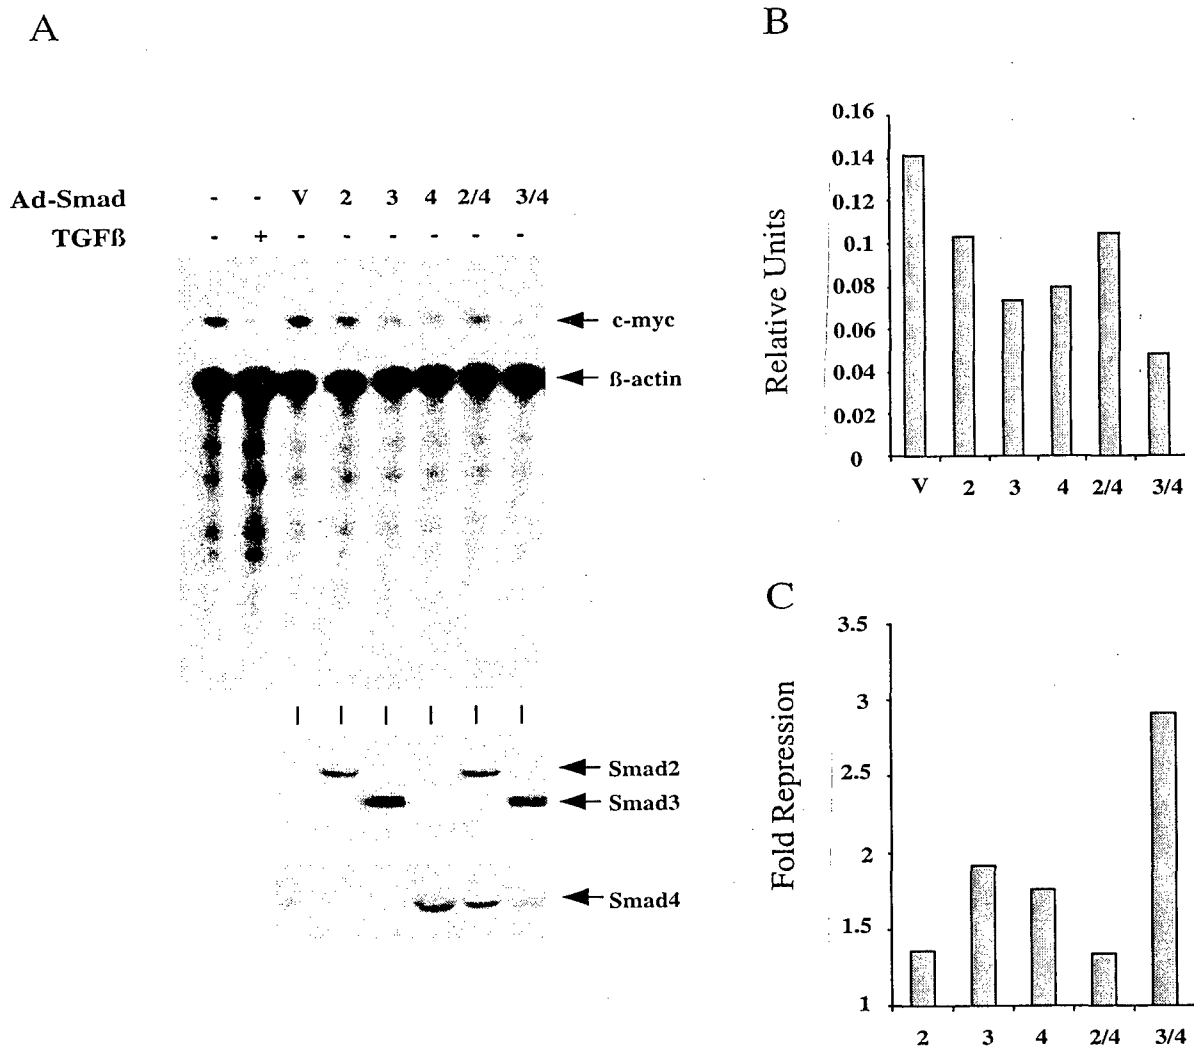 A
Ad-Smad - - V 2 3 4 2/4 3/4
TGFß - + - - - - - -
c-myc
ß-actin
Smad2
Smad3
Smad4
B
Relative Units
0.16
0.14
0.12
0.1
0.08
0.06
0.04
0.02
0
V 2 3 4 2/4 3/4
C
Fold Repression
3.5
3
2.5
2
1.5
1
2 3 4 2/4 3/4